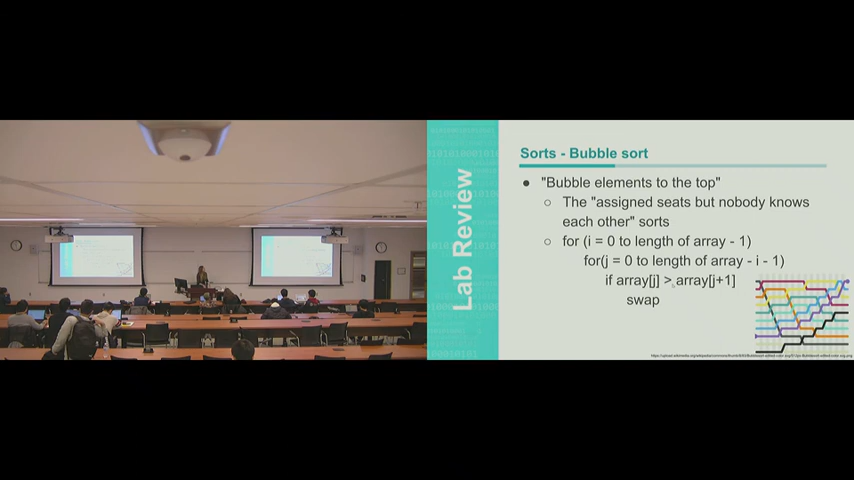 Lab Review
Sorts - Bubble sort
● "Bubble elements to the top"
○ The "assigned seats but nobody knows
each other" sorts
○ for (i = 0 to length of array - 1)
for(j = 0 to length of array - i - 1)
if array[j] > array[j+1]
swap